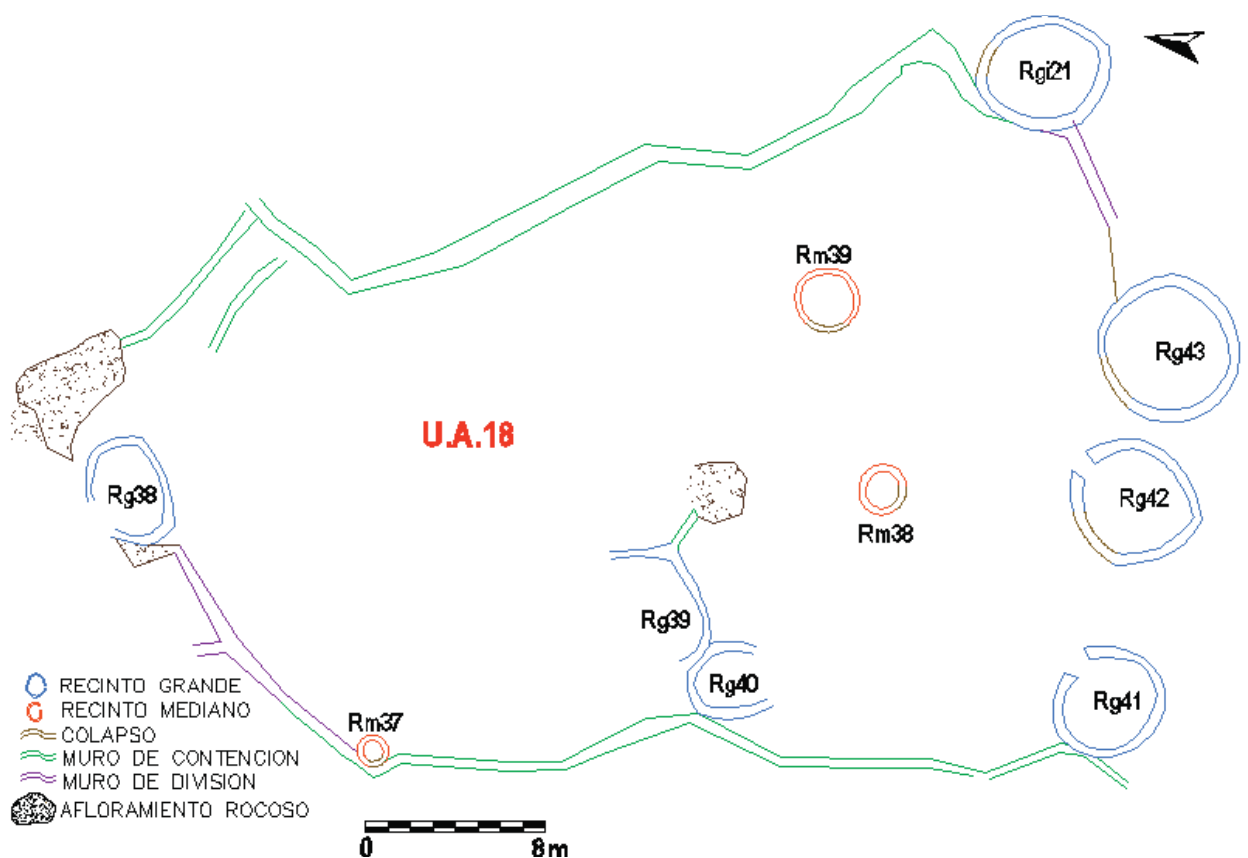 Rgi21
Rm39
Rg43
U.A.18
Rg38
Rg42
Rm38
Rg39
Rg40
Rg41
Rm37
RECINTO GRANDE
RECINTO MEDIANO
COLAPSO
MURO DE CONTENCION
MURO DE DIVISION
AFLORAMIENTO ROCOSO
0 8m